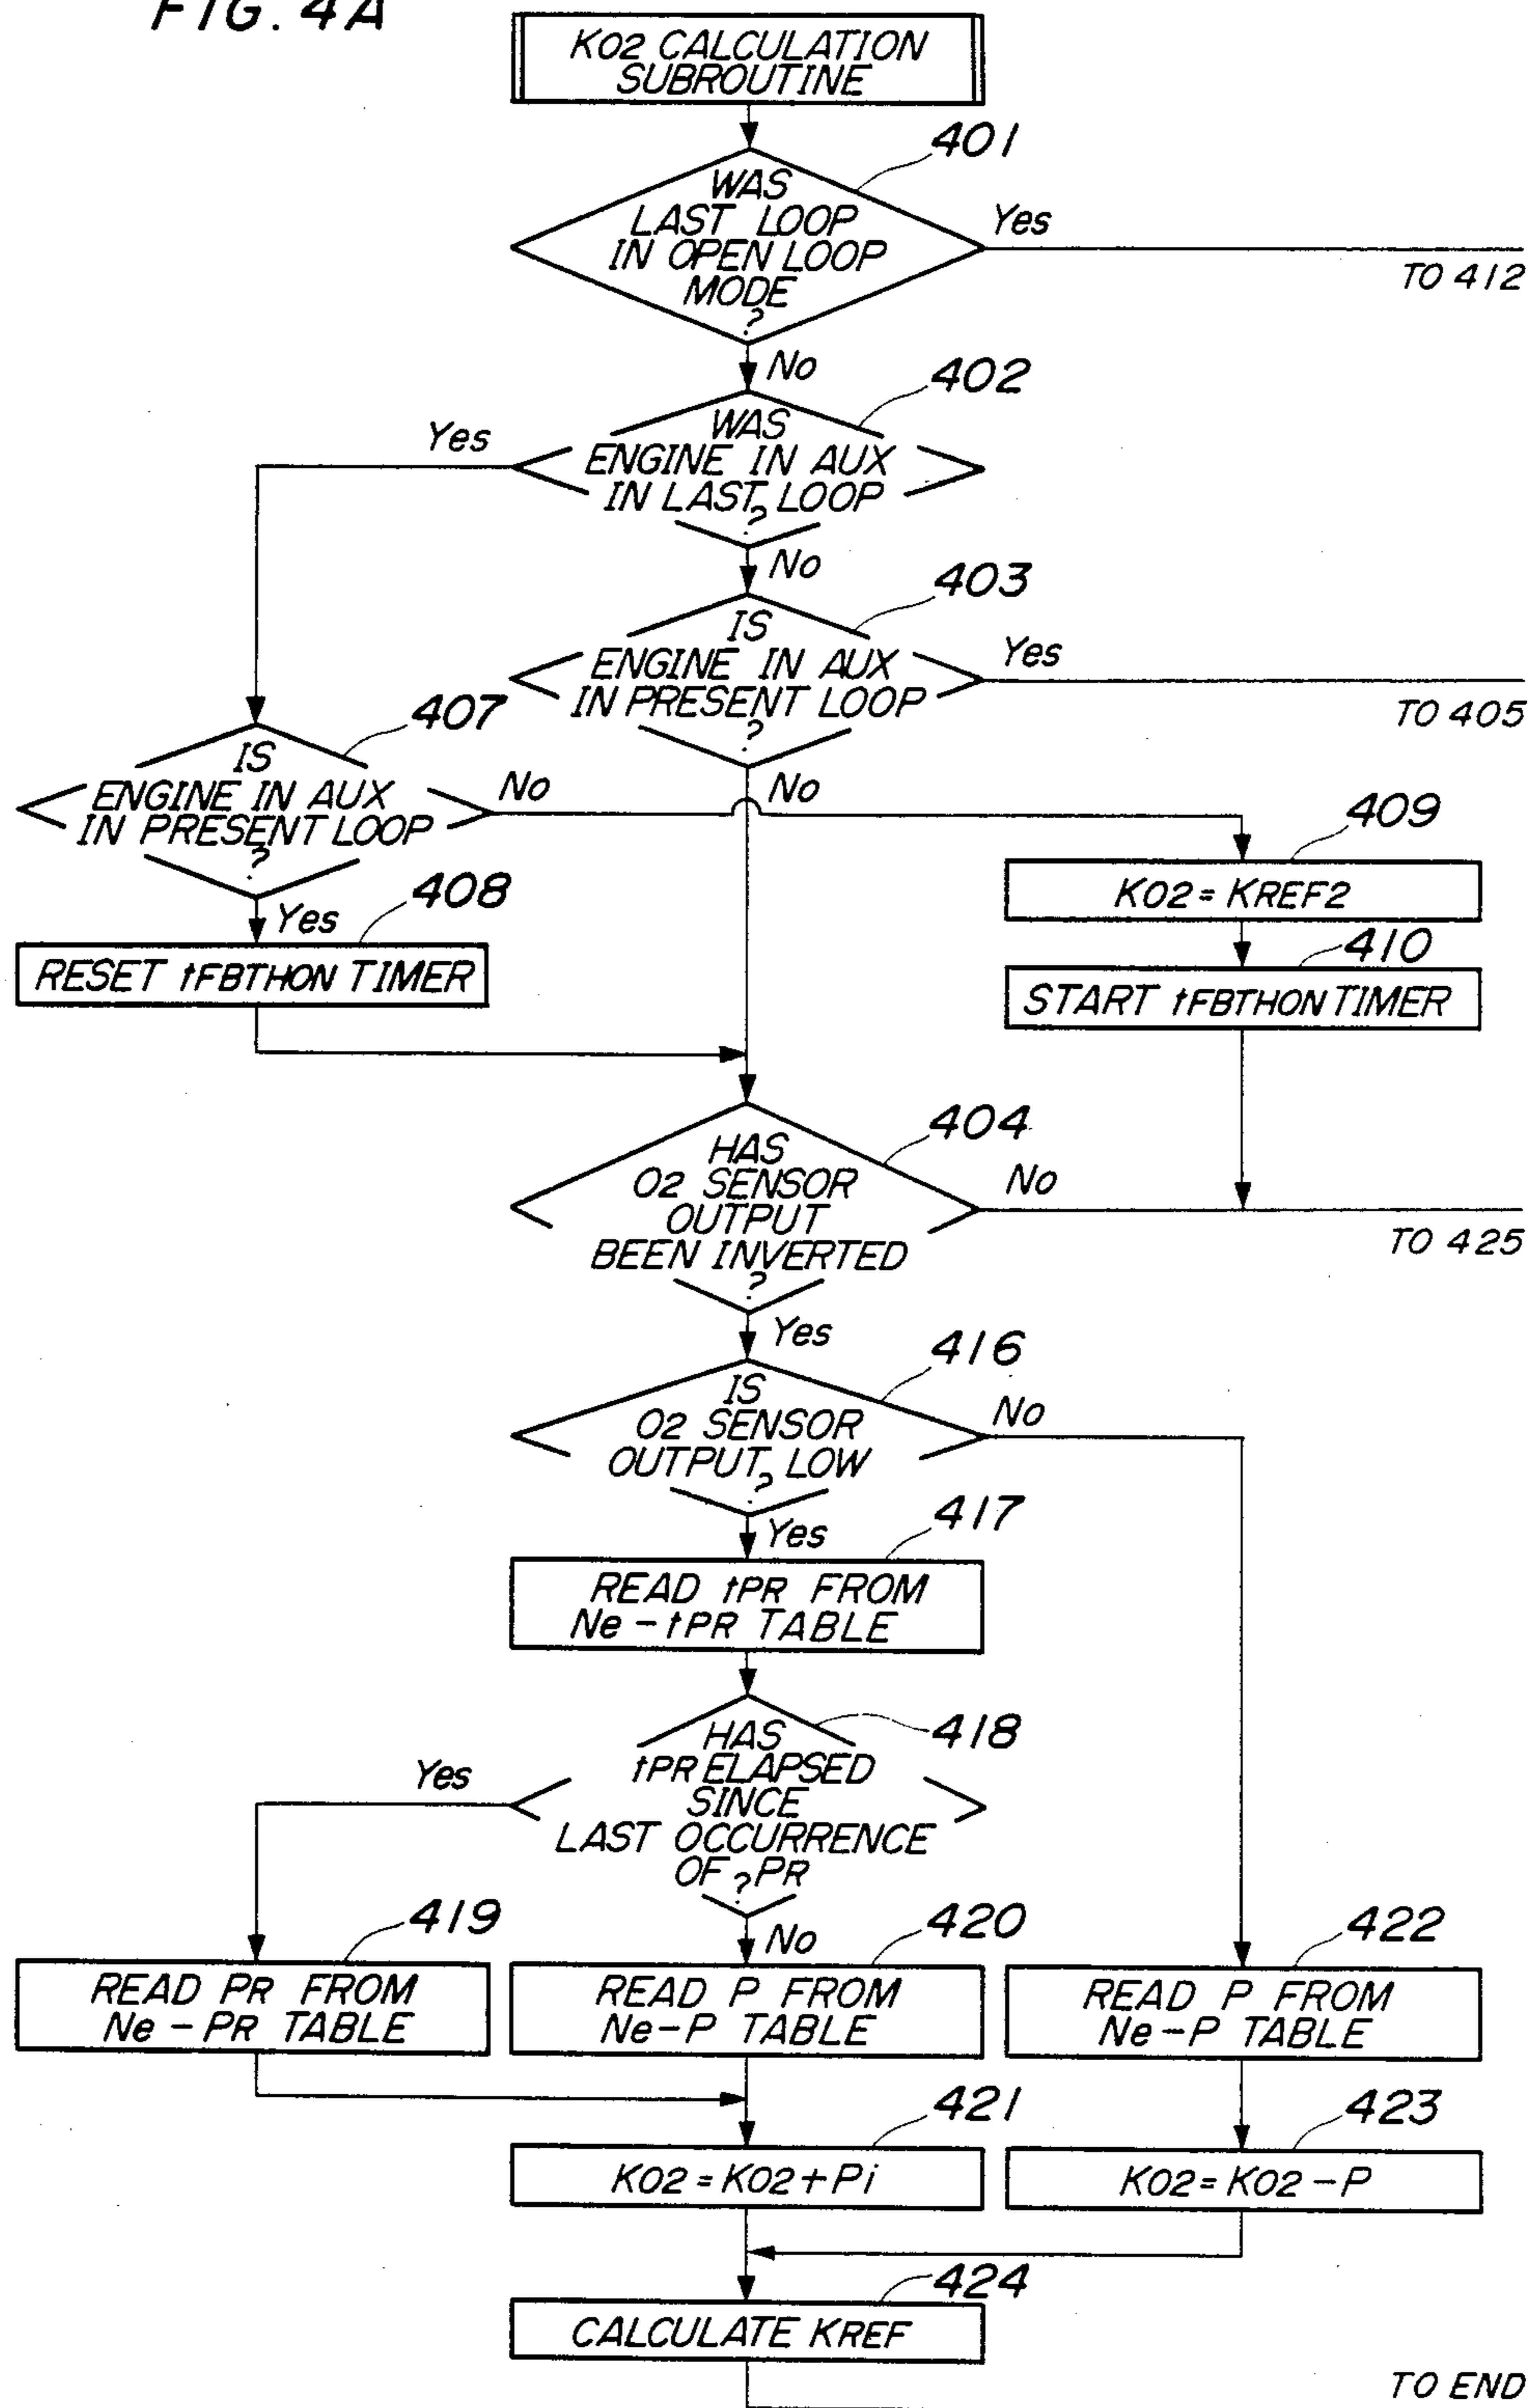 FIG. 4A
KO2 CALCULATION
SUBROUTINE
401
WAS
LAST LOOP
IN OPEN LOOP
MODE
?
Yes
TO 412
No
402
WAS
ENGINE IN AUX
IN LAST LOOP
?
Yes
No
403
IS
ENGINE IN AUX
IN PRESENT LOOP
?
Yes
TO 405
407
IS
ENGINE IN AUX
IN PRESENT LOOP
?
No
No
409
KO2 = KREF2
408
Yes
RESET tFBTHON TIMER
410
START tFBTHON TIMER
404
HAS
O2 SENSOR
OUTPUT
BEEN INVERTED
?
No
TO 425
Yes
416
IS
O2 SENSOR
OUTPUT LOW
?
No
Yes
417
READ tPR FROM
Ne - tPR TABLE
418
HAS
tPR ELAPSED
SINCE
LAST OCCURRENCE
OF PR
?
Yes
No
419
READ PR FROM
Ne - PR TABLE
420
READ P FROM
Ne - P TABLE
422
READ P FROM
Ne - P TABLE
421
KO2 = KO2 + Pi
423
KO2 = KO2 - P
424
CALCULATE KREF
TO END